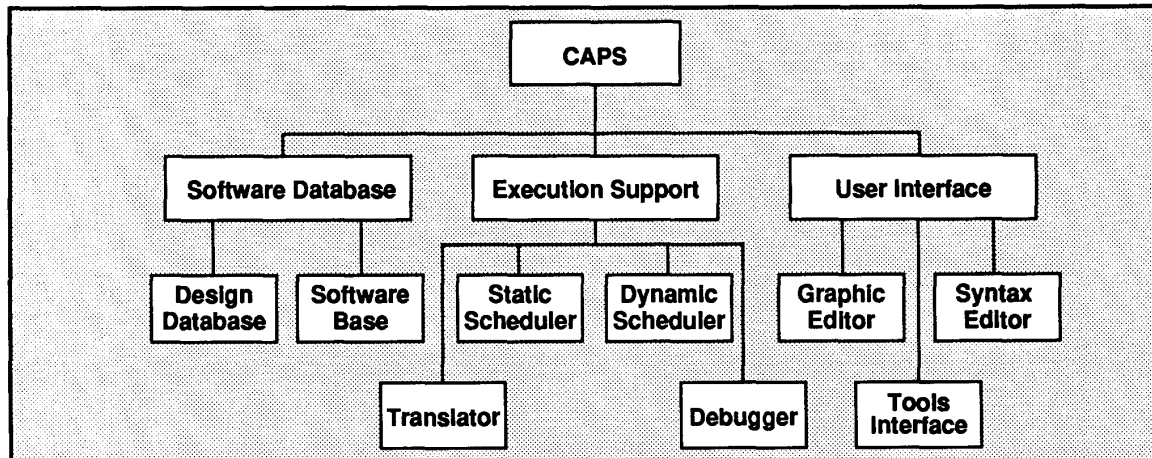 CAPS
Software Database
Execution Support
User Interface
Design
Database
Software
Base
Static
Scheduler
Dynamic
Scheduler
Graphic
Editor
Syntax
Editor
Translator
Debugger
Tools
Interface